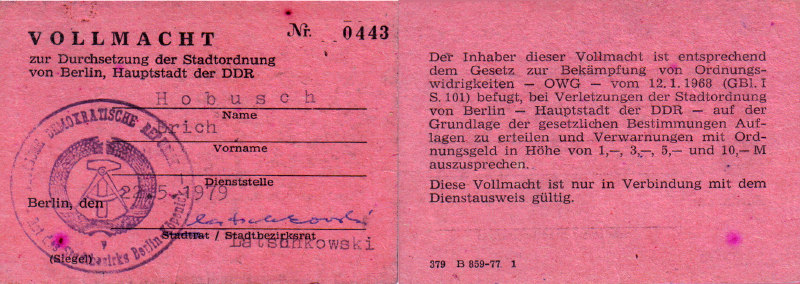 VOLLMACHT
Nr. 0443
zur Durchsetzung der Stadtordnung
von Berlin, Hauptstadt der DDR
Hobusch
Name
Erich
Vorname
Dienststelle
Berlin, den 22.5.1979
Stadtrat / Stadtbezirksrat
Latschkowski
(Siegel)
DEMOKRATISCHE
Berlin
Der Inhaber dieser Vollmacht ist entsprechend
dem Gesetz zur Bekämpfung von Ordnungs-
widrigkeiten — OWG — vom 12.1.1968 (GBl. I
S. 101) befugt, bei Verletzungen der Stadtordnung
von Berlin — Hauptstadt der DDR — auf der
Grundlage der gesetzlichen Bestimmungen Auf-
lagen zu erteilen und Verwarnungen mit Ord-
nungsgeld in Höhe von 1,—, 3,—, 5,— und 10,— M
auszusprechen.
Diese Vollmacht ist nur in Verbindung mit dem
Dienstausweis gültig.
379 B 859-77 1